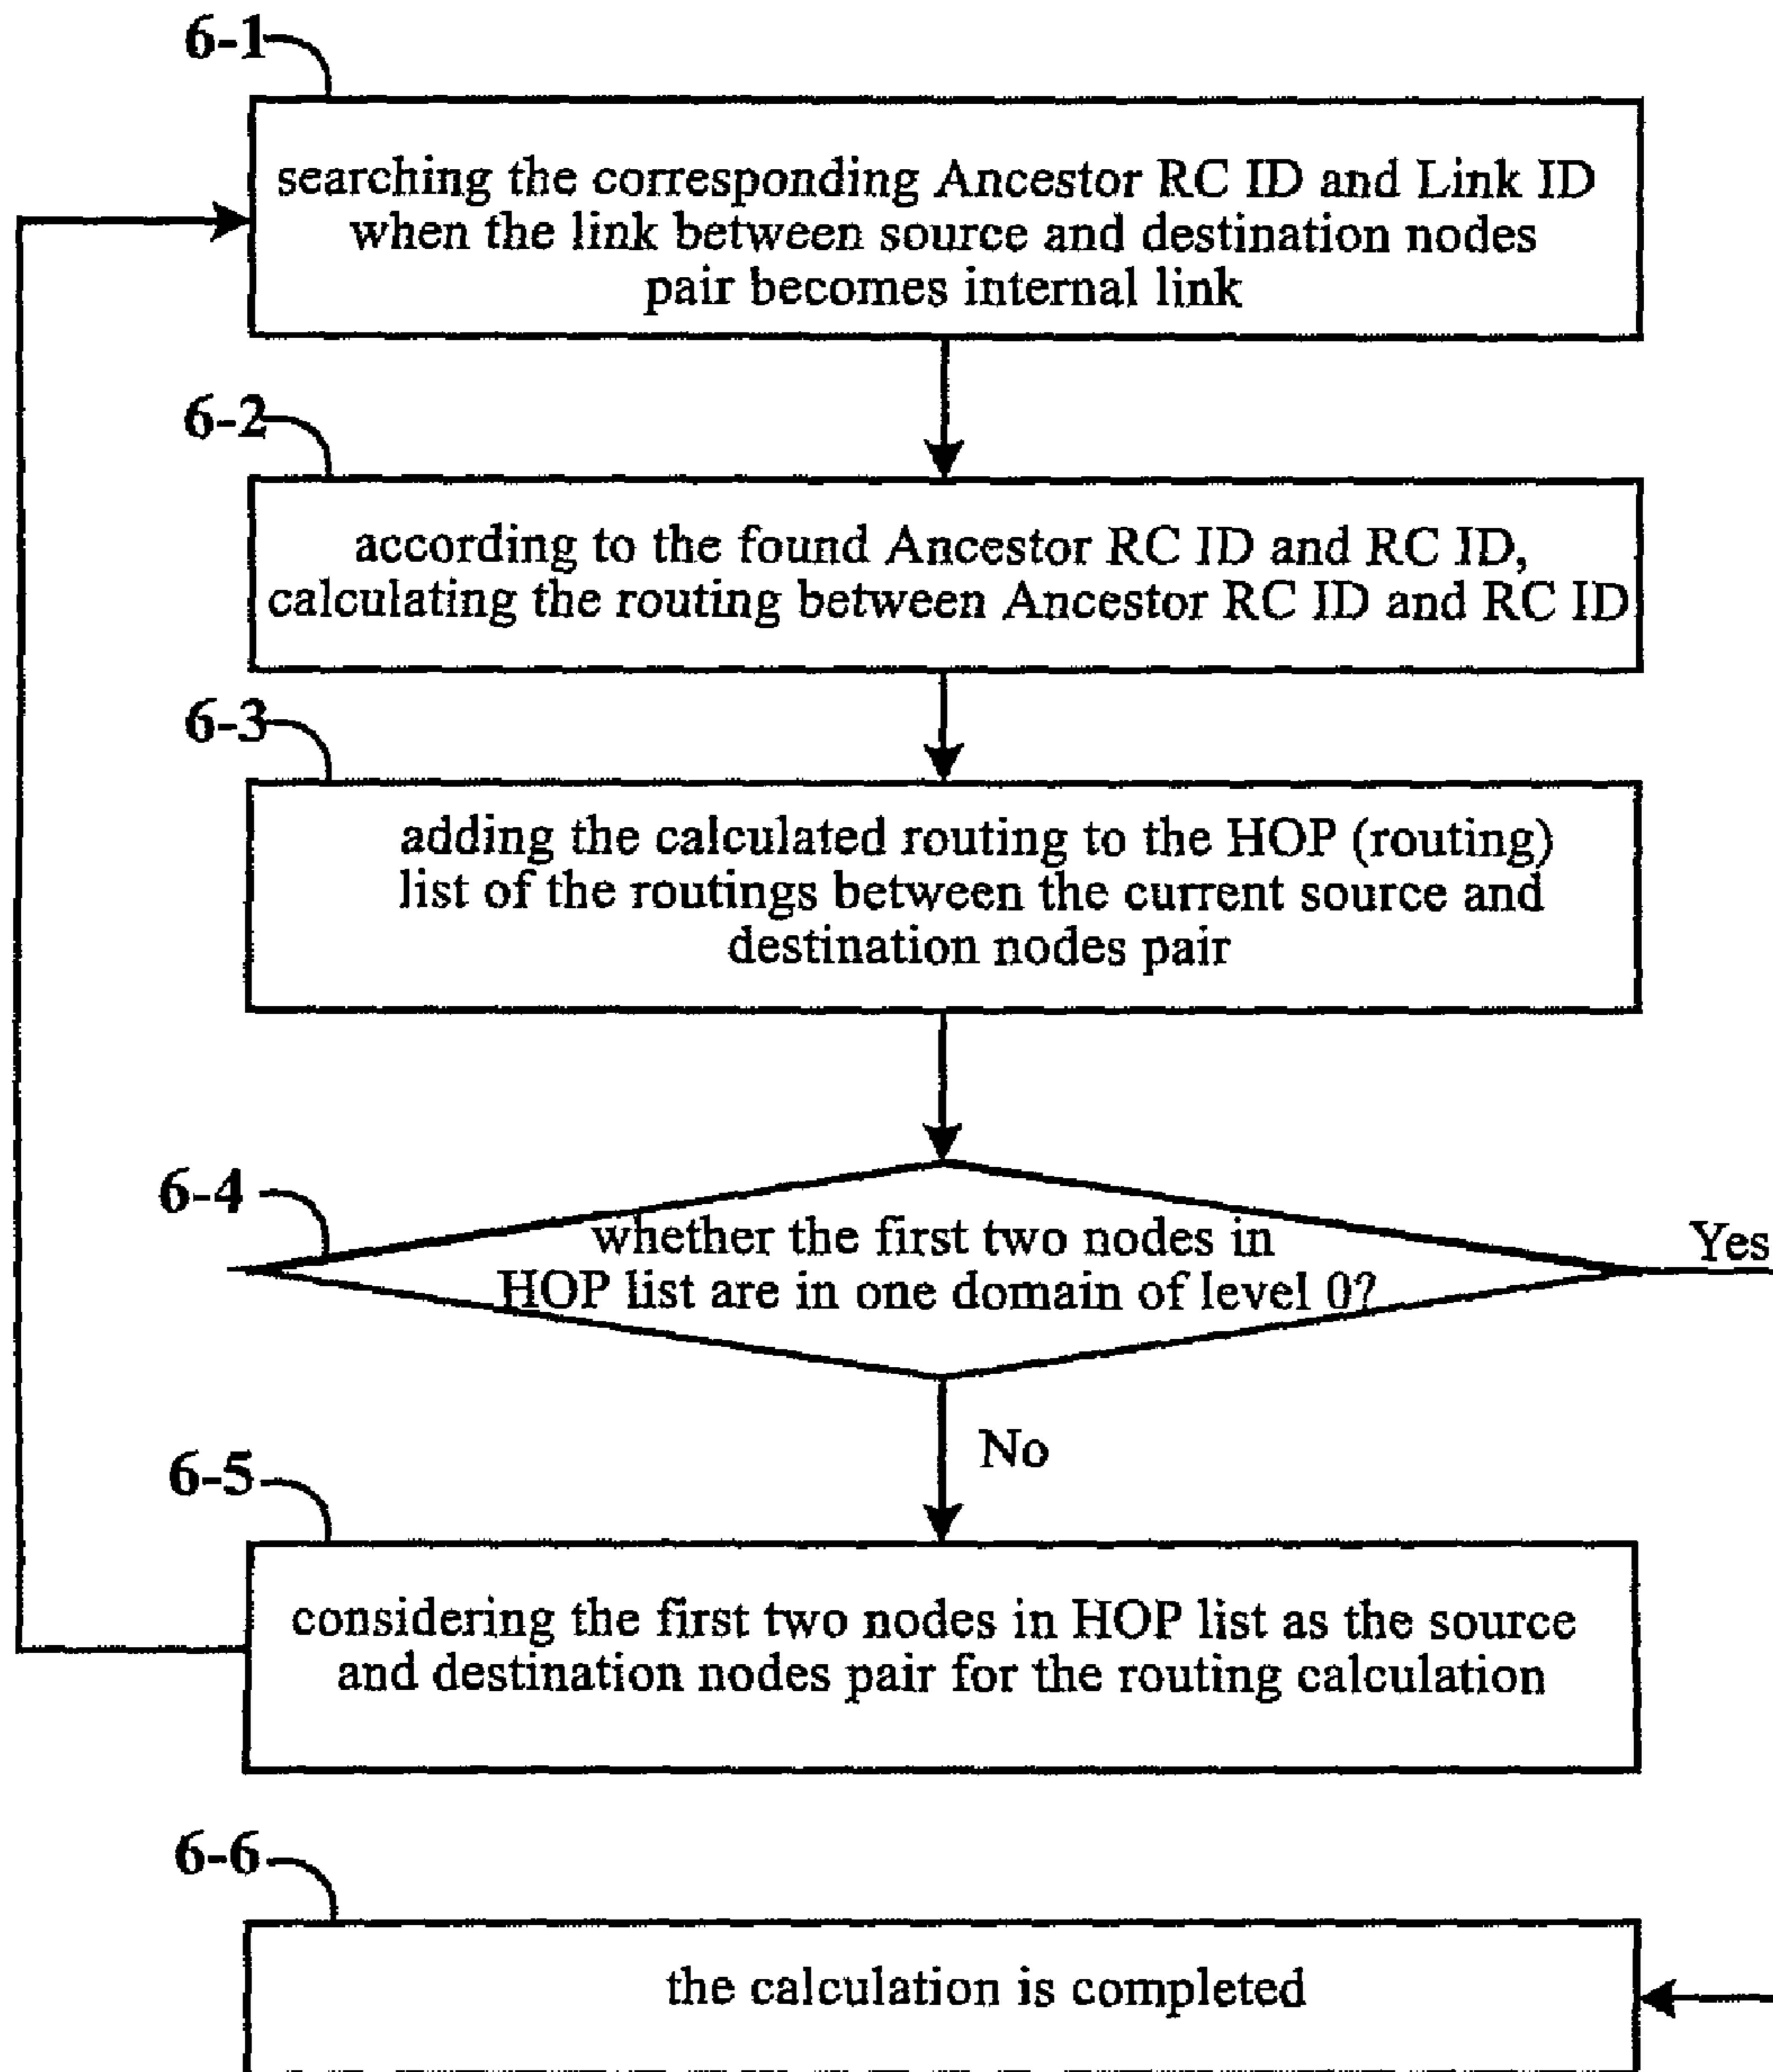 6-1
searching the corresponding Ancestor RC ID and Link ID
when the link between source and destination nodes
pair becomes internal link
6-2
according to the found Ancestor RC ID and RC ID,
calculating the routing between Ancestor RC ID and RC ID
6-3
adding the calculated routing to the HOP (routing)
list of the routings between the current source and
destination nodes pair
6-4
whether the first two nodes in
HOP list are in one domain of level 0?
Yes
No
6-5
considering the first two nodes in HOP list as the source
and destination nodes pair for the routing calculation
6-6
the calculation is completed